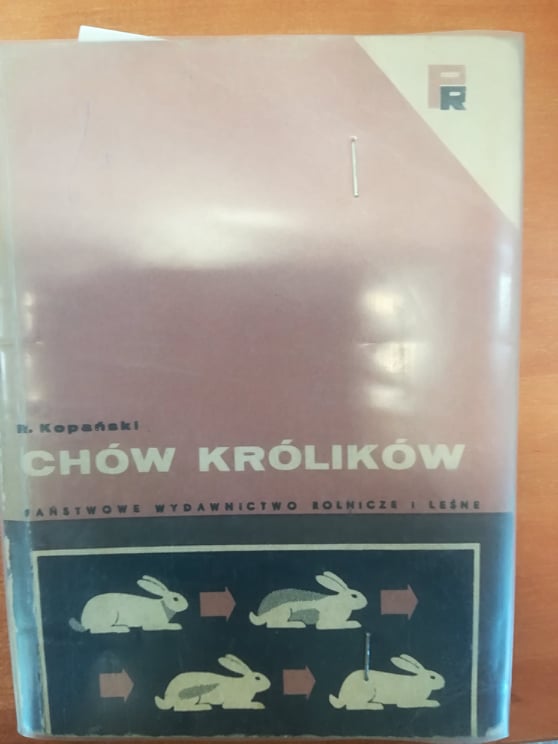 PR
R. Kopański
CHÓW KRÓLIKÓW
PAŃSTWOWE WYDAWNICTWO ROLNICZE I LEŚNE